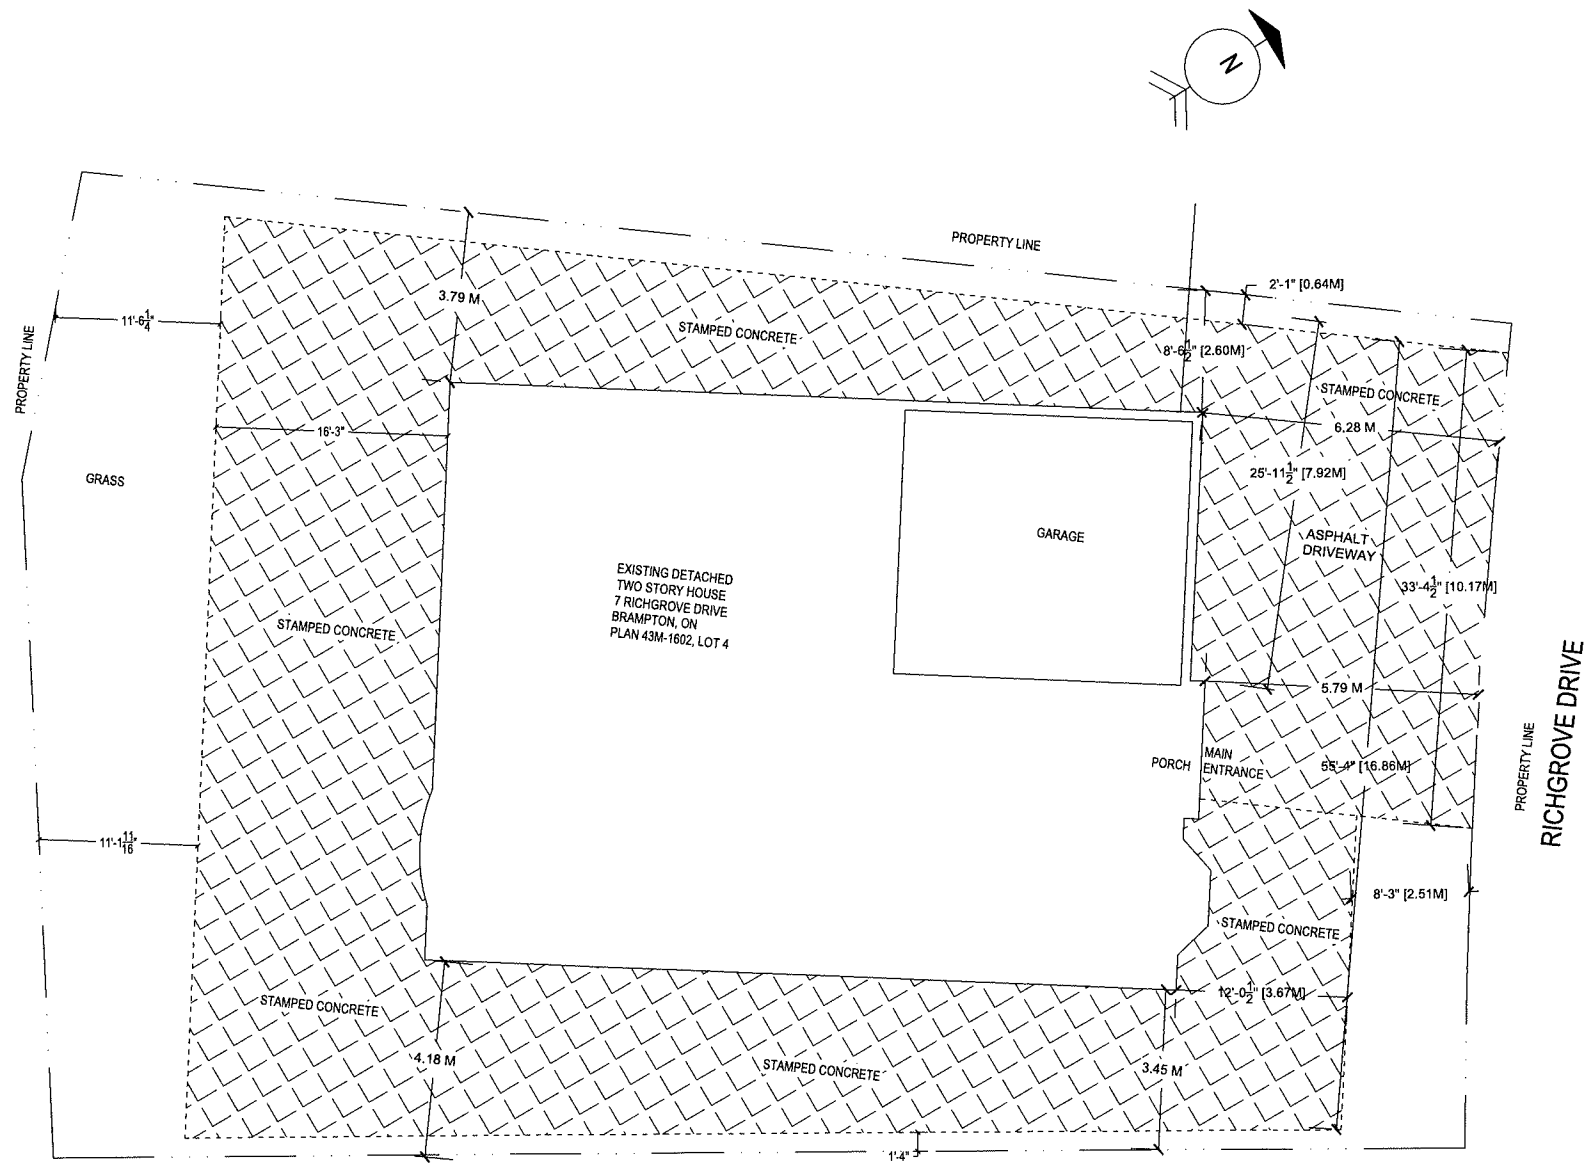 N
PROPERTY LINE
2'-1" [0.64M]
3.79 M
11'-6 1/4"
STAMPED CONCRETE
8'-6 1/2" [2.60M]
PROPERTY LINE
STAMPED CONCRETE
16'-3"
6.28 M
GRASS
25'-11 1/2" [7.92M]
GARAGE
ASPHALT
DRIVEWAY
EXISTING DETACHED
TWO STORY HOUSE
7 RICHGROVE DRIVE
BRAMPTON, ON
PLAN 43M-1602, LOT 4
33'-4 1/2" [10.17M]
STAMPED CONCRETE
5.79 M
PORCH
MAIN
ENTRANCE
55'-4" [16.86M]
PROPERTY LINE
RICHGROVE DRIVE
11'-1 11/16"
8'-3" [2.51M]
STAMPED CONCRETE
STAMPED CONCRETE
12'-0 1/2" [3.67M]
4.18 M
STAMPED CONCRETE
3.45 M
1'-4"